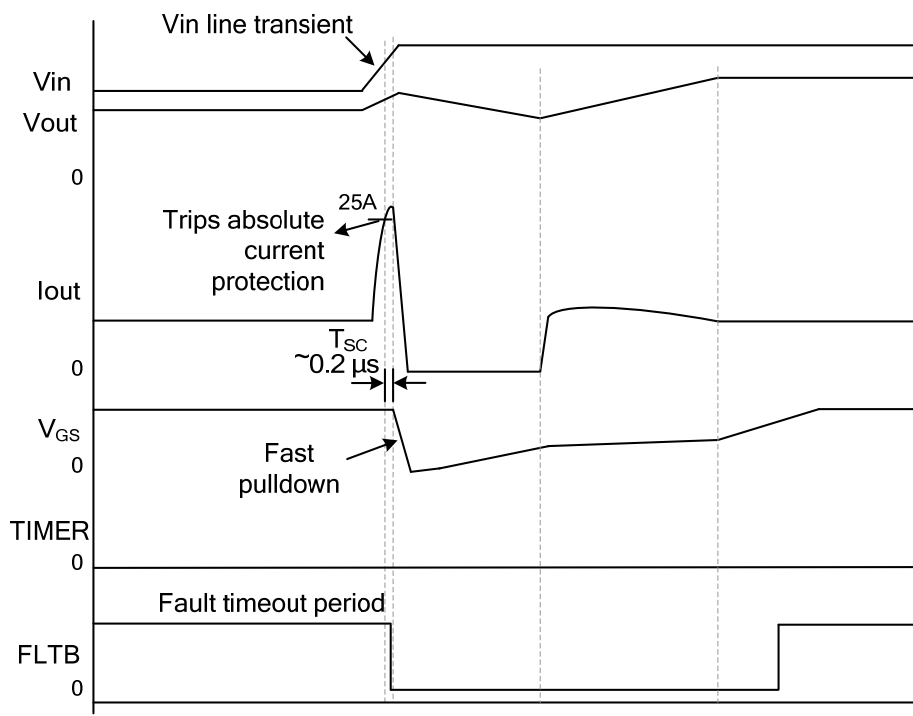 Vin line transient
Vin
Vout
0
25A
Trips absolute
current
protection
Iout
0
TSC
~0.2 µs
VGS
0
Fast
pulldown
TIMER
0
Fault timeout period
FLTB
0